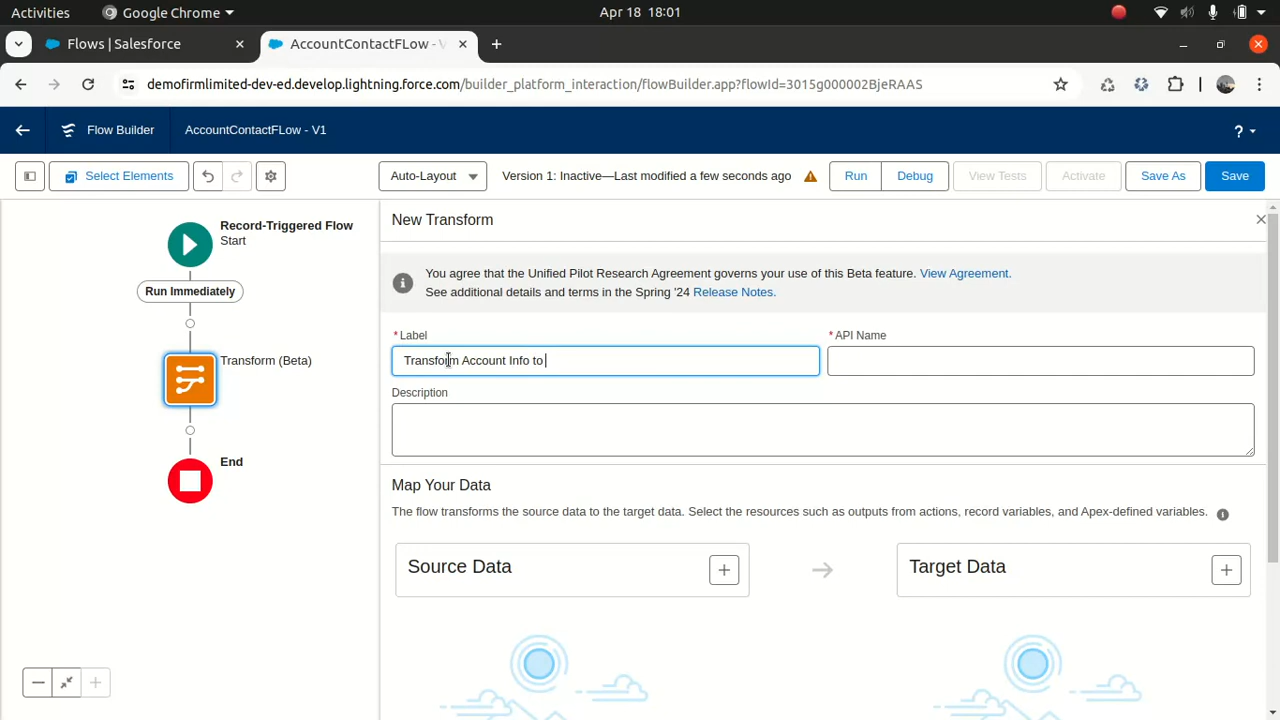 Activities
Google Chrome
Apr 18 18:01
Flows | Salesforce
AccountContactFLow - V
demofirmlimited-dev-ed.develop.lightning.force.com/builder_platform_interaction/flowBuilder.app?flowId=3015g000002BjeRAAS
Flow Builder
AccountContactFLow - V1
?
Select Elements
Auto-Layout
Version 1: Inactive—Last modified a few seconds ago
Run
Debug
View Tests
Activate
Save As
Save
Record-Triggered Flow
Start
Run Immediately
Transform (Beta)
End
New Transform
You agree that the Unified Pilot Research Agreement governs your use of this Beta feature. View Agreement.
See additional details and terms in the Spring '24 Release Notes.
* Label
Transform Account Info to
* API Name
Description
Map Your Data
The flow transforms the source data to the target data. Select the resources such as outputs from actions, record variables, and Apex-defined variables.
Source Data
Target Data